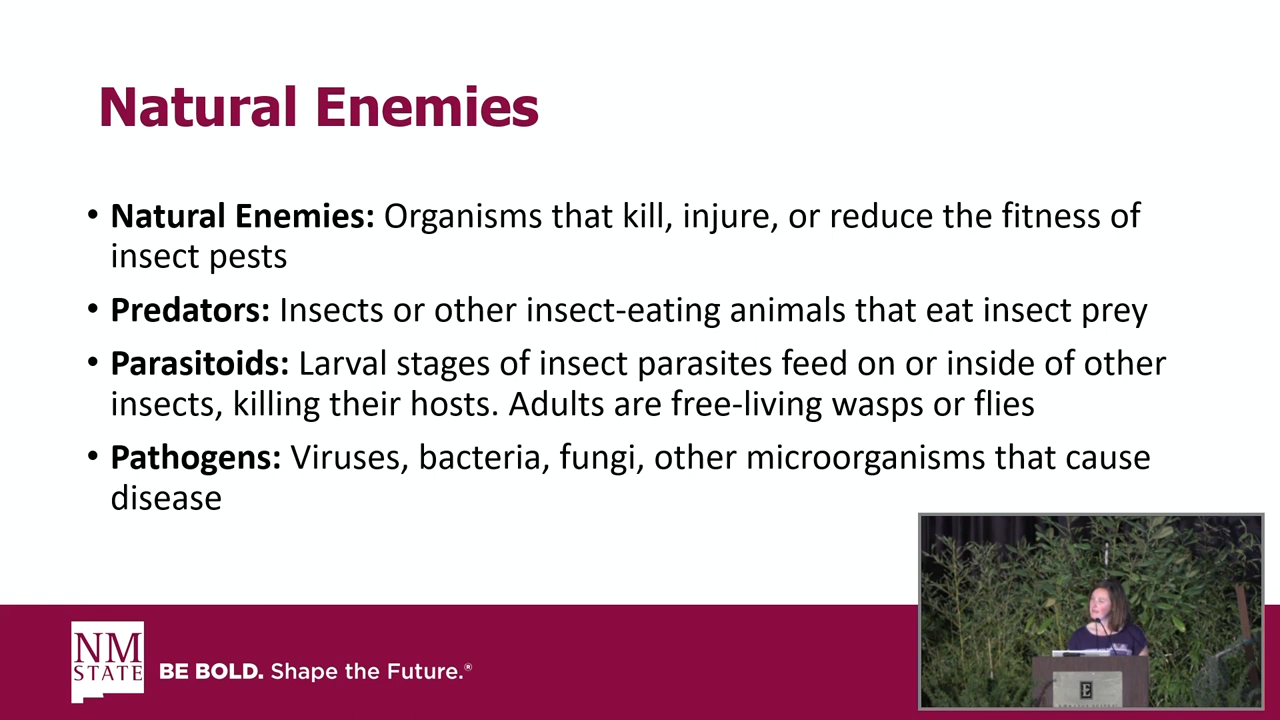 Natural Enemies
• Natural Enemies: Organisms that kill, injure, or reduce the fitness of
insect pests
• Predators: Insects or other insect-eating animals that eat insect prey
• Parasitoids: Larval stages of insect parasites feed on or inside of other
insects, killing their hosts. Adults are free-living wasps or flies
• Pathogens: Viruses, bacteria, fungi, other microorganisms that cause
disease
NM
STATE
BE BOLD. Shape the Future.®
E